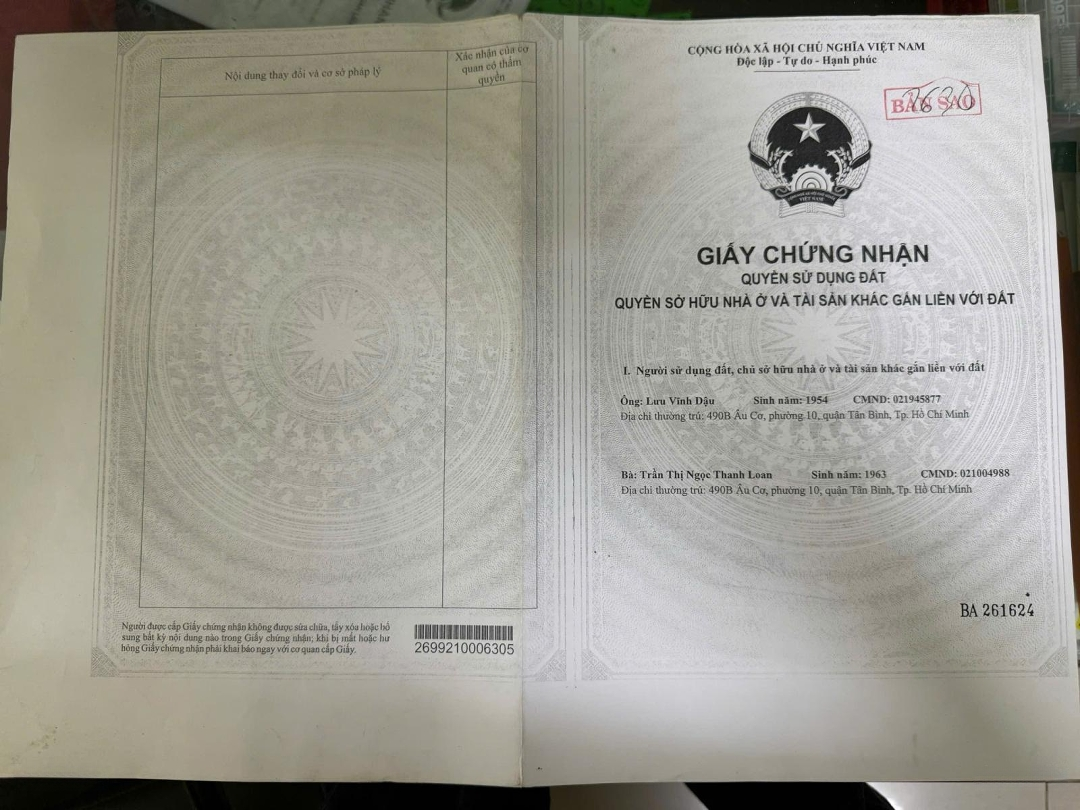 Nội dung thay đổi và cơ sở pháp lý
Xác nhận của cơ
quan có thẩm
quyền
Người được cấp Giấy chứng nhận không được sửa chữa, tẩy xóa hoặc bổ
sung bất kỳ nội dung nào trong Giấy chứng nhận; khi bị mất hoặc hư
hỏng Giấy chứng nhận phải khai báo ngay với cơ quan cấp Giấy.
2699210006305
CỘNG HÒA XÃ HỘI CHỦ NGHĨA VIỆT NAM
Độc lập - Tự do - Hạnh phúc
BẢN SAO
VIỆT NAM
GIẤY CHỨNG NHẬN
QUYỀN SỬ DỤNG ĐẤT
QUYỀN SỞ HỮU NHÀ Ở VÀ TÀI SẢN KHÁC GẮN LIỀN VỚI ĐẤT
I. Người sử dụng đất, chủ sở hữu nhà ở và tài sản khác gắn liền với đất
Ông: Lưu Vĩnh Dậu Sinh năm: 1954 CMND: 021945877
Địa chỉ thường trú: 490B Âu Cơ, phường 10, quận Tân Bình, Tp. Hồ Chí Minh
Bà: Trần Thị Ngọc Thanh Loan Sinh năm: 1963 CMND: 021004988
Địa chỉ thường trú: 490B Âu Cơ, phường 10, quận Tân Bình, Tp. Hồ Chí Minh
BA 261624